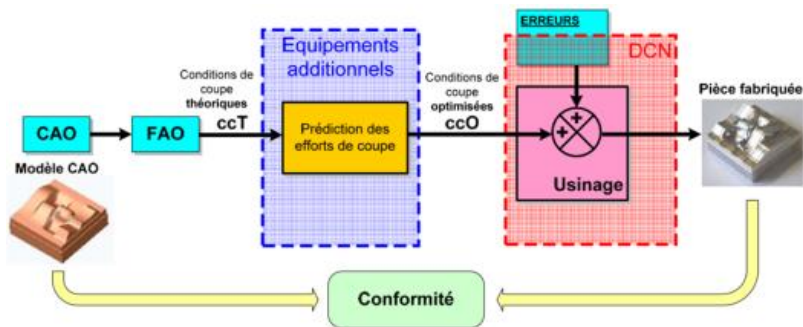 ERREURS
Equipements
additionnels
DCN
Conditions de
coupe
théoriques
ccT
Conditions de
coupe
optimisées
ccO
Pièce fabriquée
CAO
FAO
Prédiction des
efforts de coupe
+
+
Usinage
Modèle CAO
Conformité